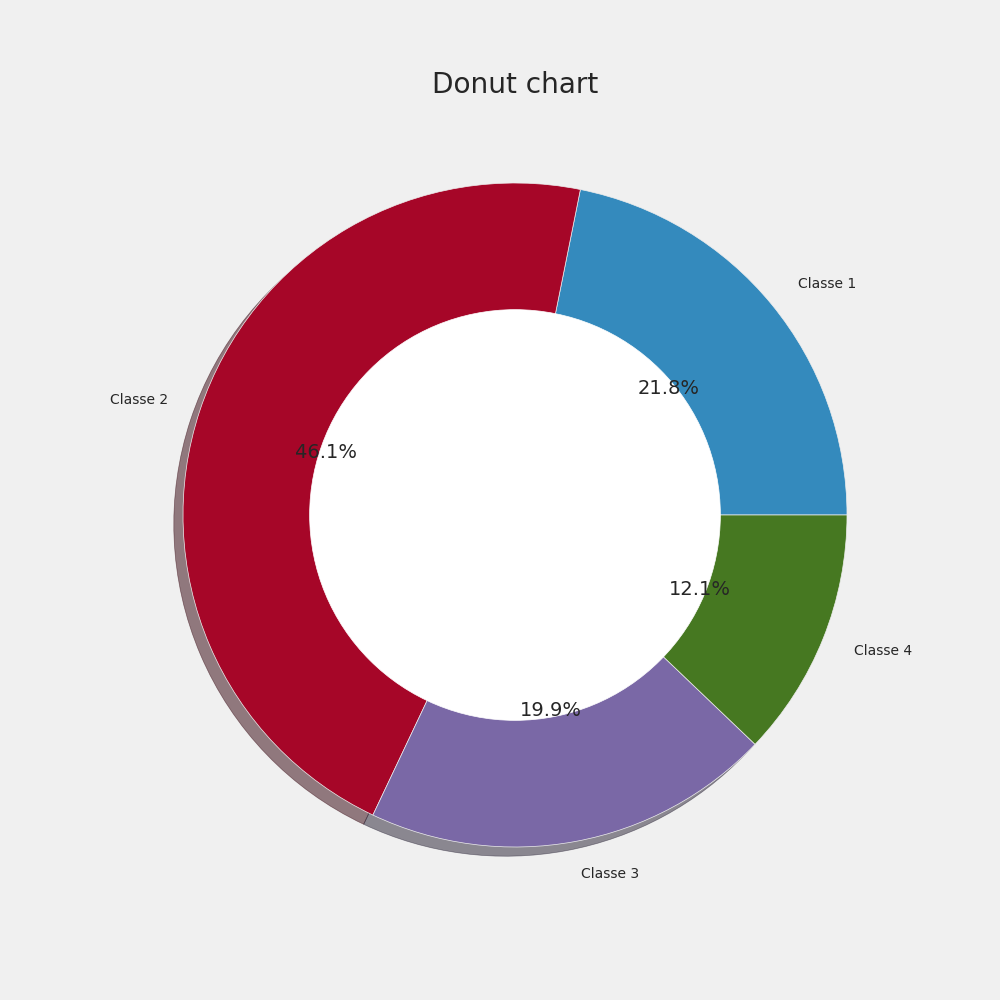 Donut chart
Classe 1
21.8%
Classe 2
46.1%
12.1%
Classe 4
19.9%
Classe 3